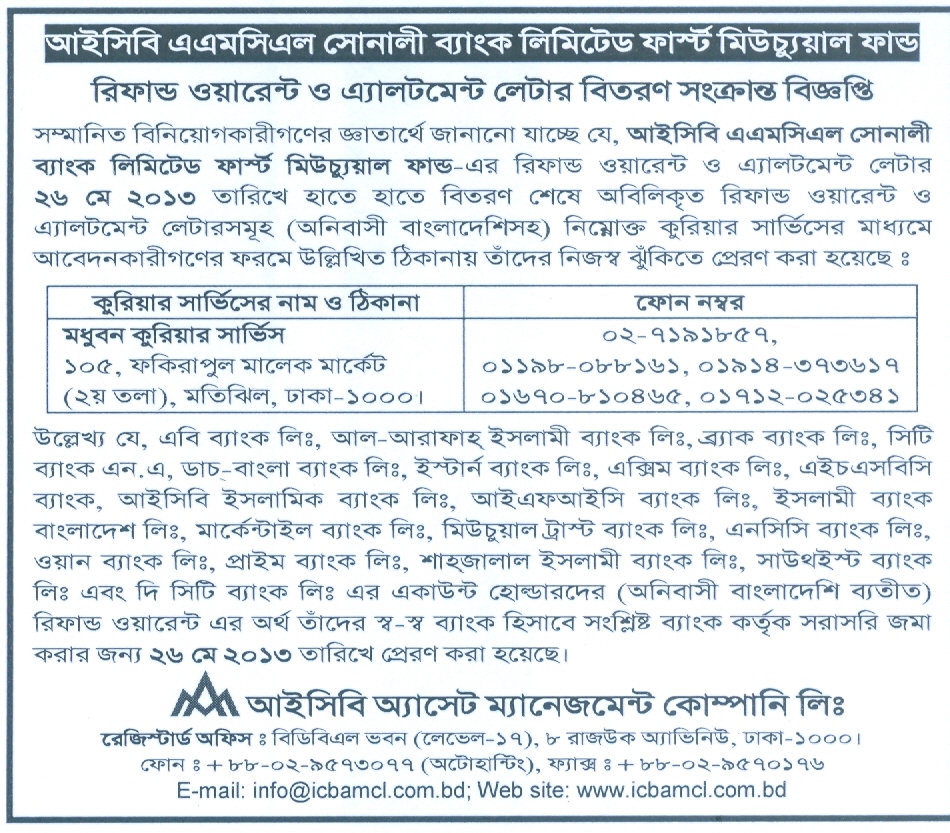 আইসিবি এএমসিএল সোনালী ব্যাংক লিমিটেড ফার্স্ট মিউচ্যুয়াল ফান্ড
রিফান্ড ওয়ারেন্ট ও এ্যালটমেন্ট লেটার বিতরণ সংক্রান্ত বিজ্ঞপ্তি
সম্মানিত বিনিয়োগকারীগণের জ্ঞাতার্থে জানানো যাচ্ছে যে, আইসিবি এএমসিএল সোনালী
ব্যাংক লিমিটেড ফার্স্ট মিউচ্যুয়াল ফান্ড-এর রিফান্ড ওয়ারেন্ট ও এ্যালটমেন্ট লেটার
২৬ মে ২০১৩ তারিখে হাতে হাতে বিতরণ শেষে অবিলিকৃত রিফান্ড ওয়ারেন্ট ও
এ্যালটমেন্ট লেটারসমূহ (অনিবাসী বাংলাদেশিসহ) নিম্নোক্ত কুরিয়ার সার্ভিসের মাধ্যমে
আবেদনকারীগণের ফরমে উল্লিখিত ঠিকানায় তাঁদের নিজস্ব ঝুঁকিতে প্রেরণ করা হয়েছে ঃ
কুরিয়ার সার্ভিসের নাম ও ঠিকানা ফোন নম্বর
মধুবন কুরিয়ার সার্ভিস ০২-৭১৯১৮৫৭,
১০৫, ফকিরাপুল মালেক মার্কেট ০১১৯৮-০৮৮১৬১, ০১৯১৪-৩৭৩৬১৭
(২য় তলা), মতিঝিল, ঢাকা-১০০০। ০১৬৭০-৮১০৪৬৫, ০১৭১২-০২৫৩৪১
উল্লেখ্য যে, এবি ব্যাংক লিঃ, আল-আরাফাহ্ ইসলামী ব্যাংক লিঃ, ব্র্যাক ব্যাংক লিঃ, সিটি
ব্যাংক এন.এ, ডাচ-বাংলা ব্যাংক লিঃ, ইস্টার্ন ব্যাংক লিঃ, এক্সিম ব্যাংক লিঃ, এইচএসবিসি
ব্যাংক, আইসিবি ইসলামিক ব্যাংক লিঃ, আইএফআইসি ব্যাংক লিঃ, ইসলামী ব্যাংক
বাংলাদেশ লিঃ, মার্কেন্টাইল ব্যাংক লিঃ, মিউচুয়াল ট্রাস্ট ব্যাংক লিঃ, এনসিসি ব্যাংক লিঃ,
ওয়ান ব্যাংক লিঃ, প্রাইম ব্যাংক লিঃ, শাহ্জালাল ইসলামী ব্যাংক লিঃ, সাউথইস্ট ব্যাংক
লিঃ এবং দি সিটি ব্যাংক লিঃ এর একাউন্ট হোল্ডারদের (অনিবাসী বাংলাদেশি ব্যতীত)
রিফান্ড ওয়ারেন্ট এর অর্থ তাঁদের স্ব-স্ব ব্যাংক হিসাবে সংশ্লিষ্ট ব্যাংক কর্তৃক সরাসরি জমা
করার জন্য ২৬ মে ২০১৩ তারিখে প্রেরণ করা হয়েছে।
আইসিবি অ্যাসেট ম্যানেজমেন্ট কোম্পানি লিঃ
রেজিস্টার্ড অফিস ঃ বিডিবিএল ভবন (লেভেল-১৭), ৮ রাজউক অ্যাভিনিউ, ঢাকা-১০০০।
ফোন ঃ +৮৮-০২-৯৫৭৩০৭৭ (অটোহান্টিং), ফ্যাক্স ঃ +৮৮-০২-৯৫৭০১৭৬
E-mail: info@icbamcl.com.bd; Web site: www.icbamcl.com.bd